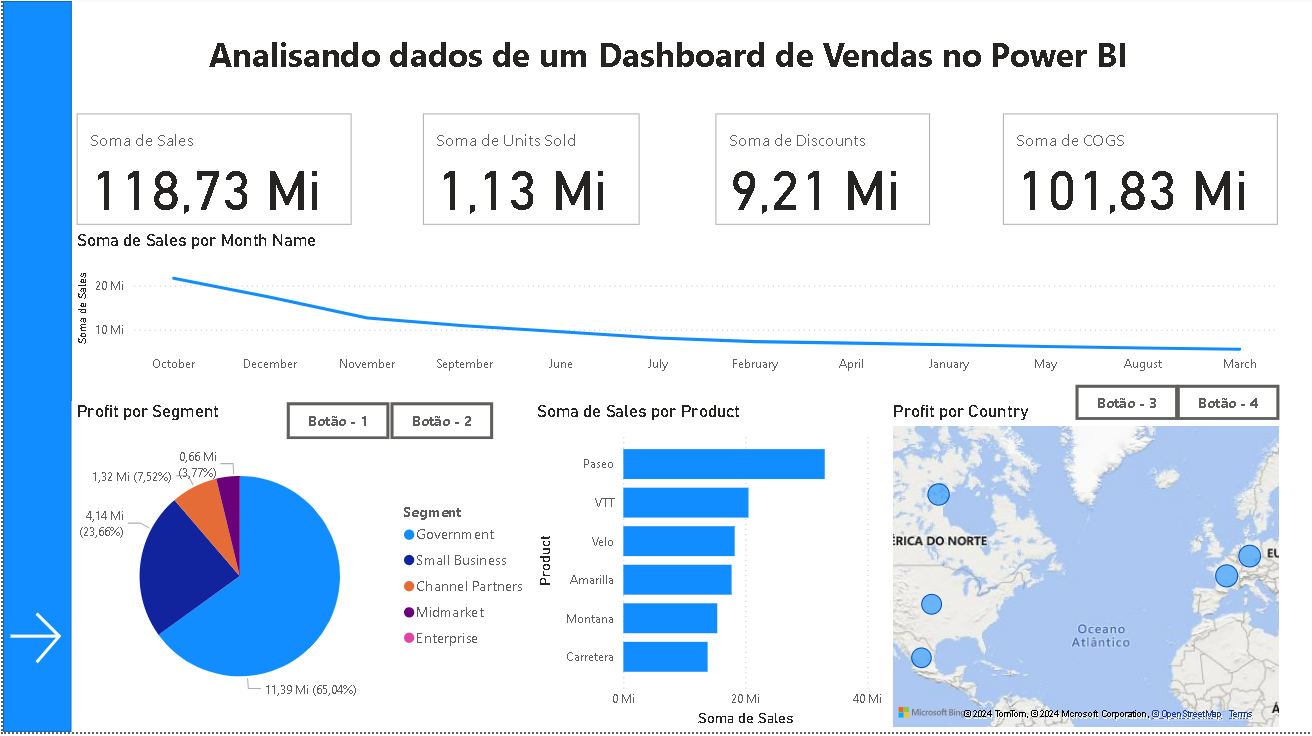 Analisando dados de um Dashboard de Vendas no Power BI
Soma de Sales
118,73 Mi
Soma de Units Sold
1,13 Mi
Soma de Discounts
9,21 Mi
Soma de COGS
101,83 Mi
Soma de Sales por Month Name
Soma de Sales
20 Mi
10 Mi
October December November September June July February April January May August March
Profit por Segment
Botão - 1
Botão - 2
0,66 Mi
(3,77%)
1,32 Mi (7,52%)
4,14 Mi
(23,66%)
11,39 Mi (65,04%)
Segment
Government
Small Business
Channel Partners
Midmarket
Enterprise
Soma de Sales por Product
Product
Paseo
VTT
Velo
Amarilla
Montana
Carretera
0 Mi 20 Mi 40 Mi
Soma de Sales
Profit por Country
Botão - 3
Botão - 4
ÉRICA DO NORTE
EU
Oceano
Atlântico
Á
Microsoft Bing
© 2024 TomTom, © 2024 Microsoft Corporation, © OpenStreetMap Terms